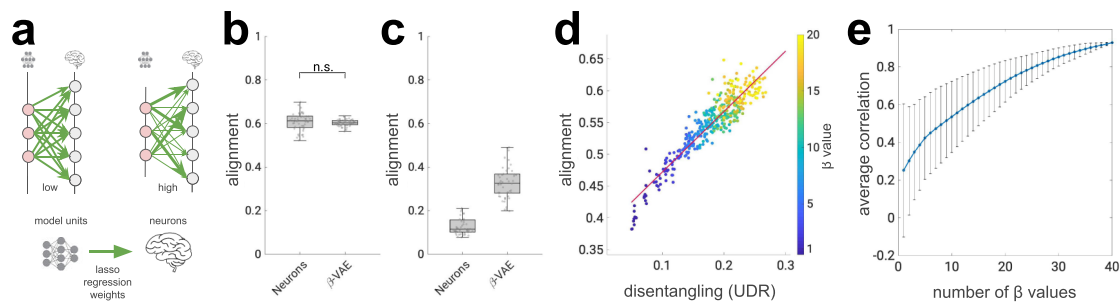 a
low
high
model units
neurons
lasso
regression
weights
b
n.s.
alignment
1
0.8
0.6
0.4
0.2
0
Neurons
β-VAE
c
alignment
1
0.8
0.6
0.4
0.2
0
Neurons
β-VAE
d
alignment
0.6
0.55
0.5
0.45
0.4
0.35
0.1
0.2
0.3
disentangling (UDR)
20
15
10
5
1
β value
e
average correlation
1
0.8
0.6
0.4
0.2
0
-0.2
0
10
20
30
40
number of β values